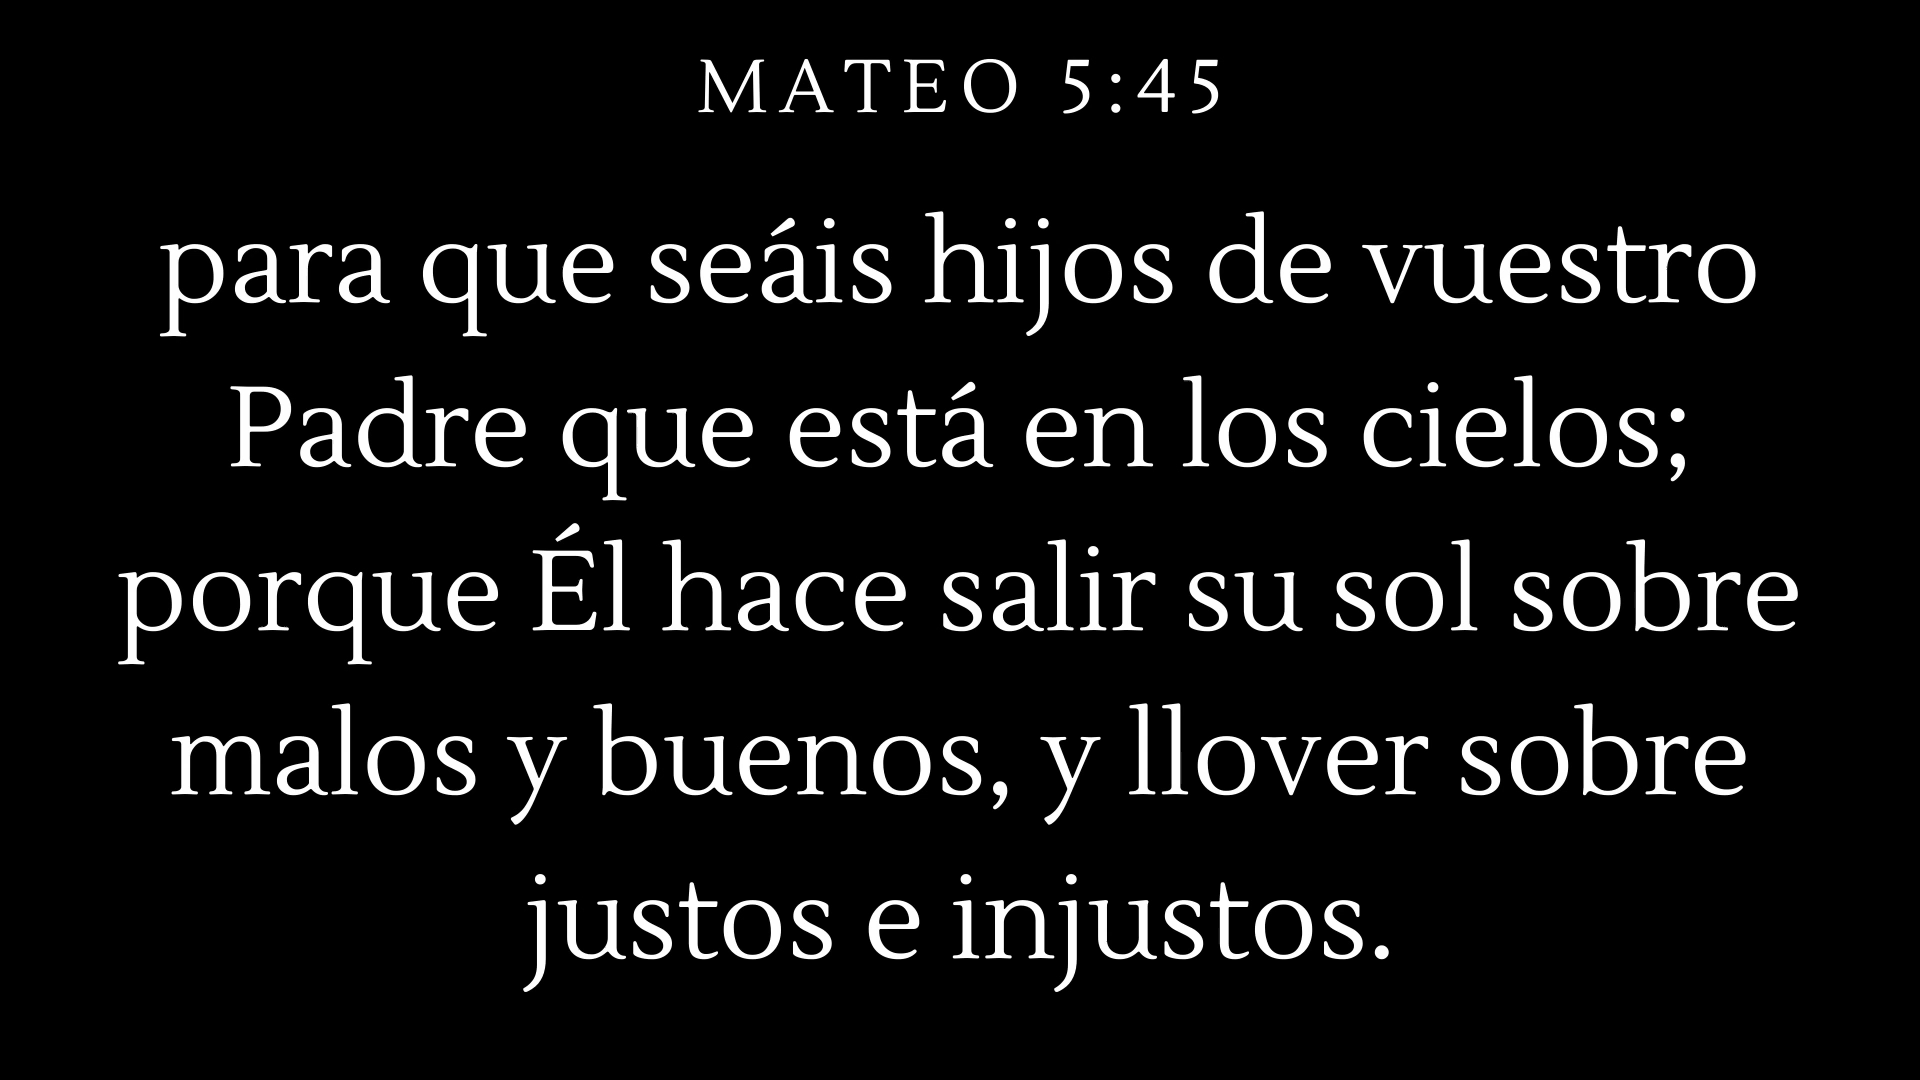 MATEO 5:45
para que seáis hijos de vuestro
Padre que está en los cielos;
porque Él hace salir su sol sobre
malos y buenos, y llover sobre
justos e injustos.